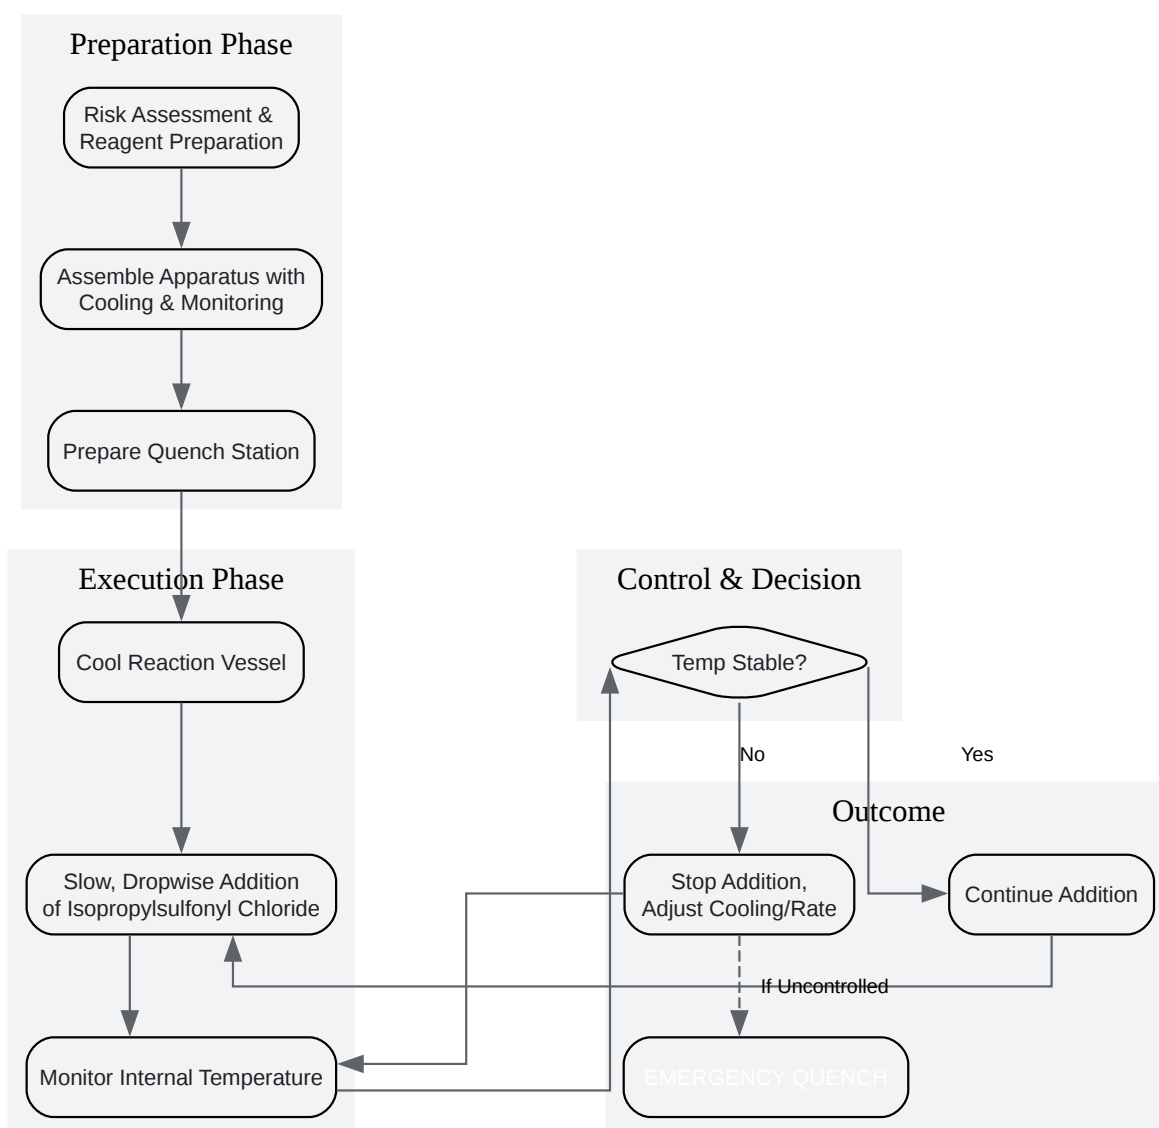 Preparation Phase
Risk Assessment &
Reagent Preparation
Assemble Apparatus with
Cooling & Monitoring
Prepare Quench Station
Execution Phase
Cool Reaction Vessel
Slow, Dropwise Addition
of Isopropylsulfonyl Chloride
Monitor Internal Temperature
Control & Decision
Temp Stable?
No
Yes
Outcome
Stop Addition,
Adjust Cooling/Rate
Continue Addition
If Uncontrolled
EMERGENCY QUENCH